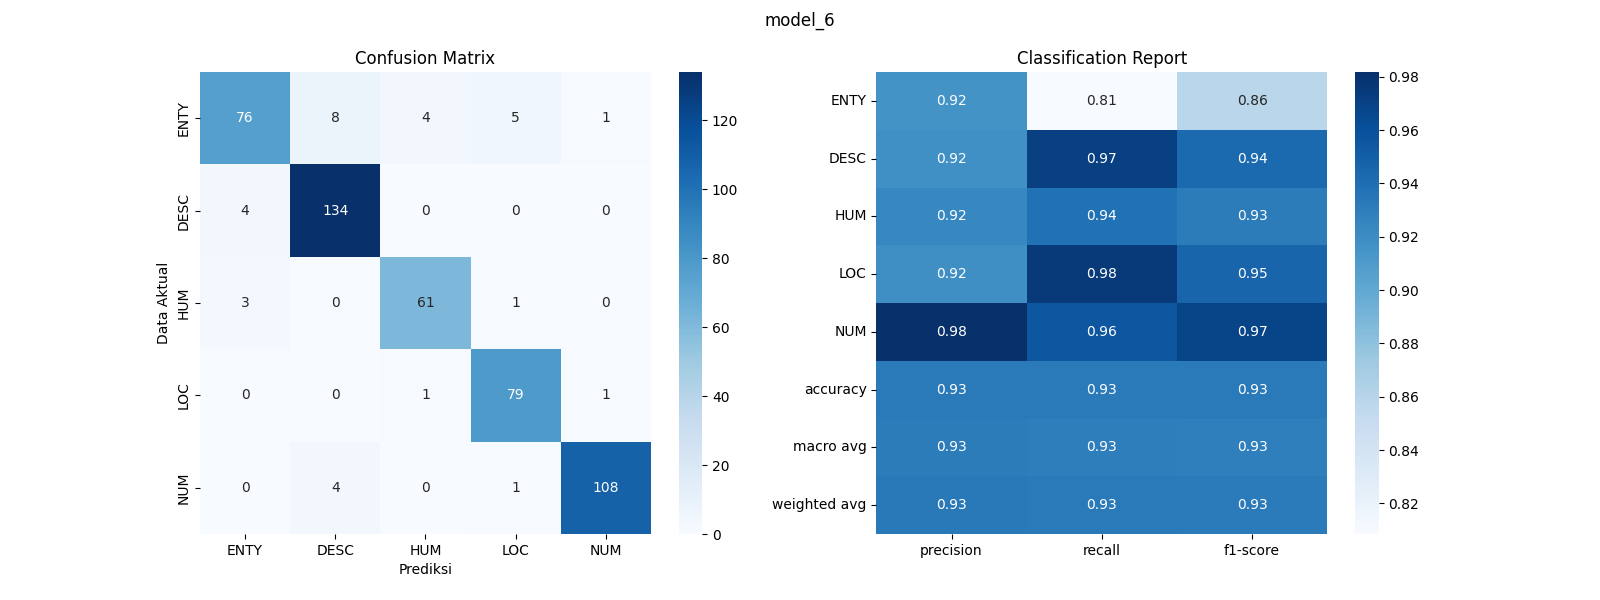 model_6
Confusion Matrix
ENTY 76 8 4 5 1
DESC 4 134 0 0 0
HUM 3 0 61 1 0
LOC 0 0 1 79 1
NUM 0 4 0 1 108
ENTY DESC HUM LOC NUM
Prediksi
Data Aktual
120
100
80
60
40
20
0
Classification Report
ENTY 0.92 0.81 0.86
DESC 0.92 0.97 0.94
HUM 0.92 0.94 0.93
LOC 0.92 0.98 0.95
NUM 0.98 0.96 0.97
accuracy 0.93 0.93 0.93
macro avg 0.93 0.93 0.93
weighted avg 0.93 0.93 0.93
precision recall f1-score
0.98
0.96
0.94
0.92
0.90
0.88
0.86
0.84
0.82